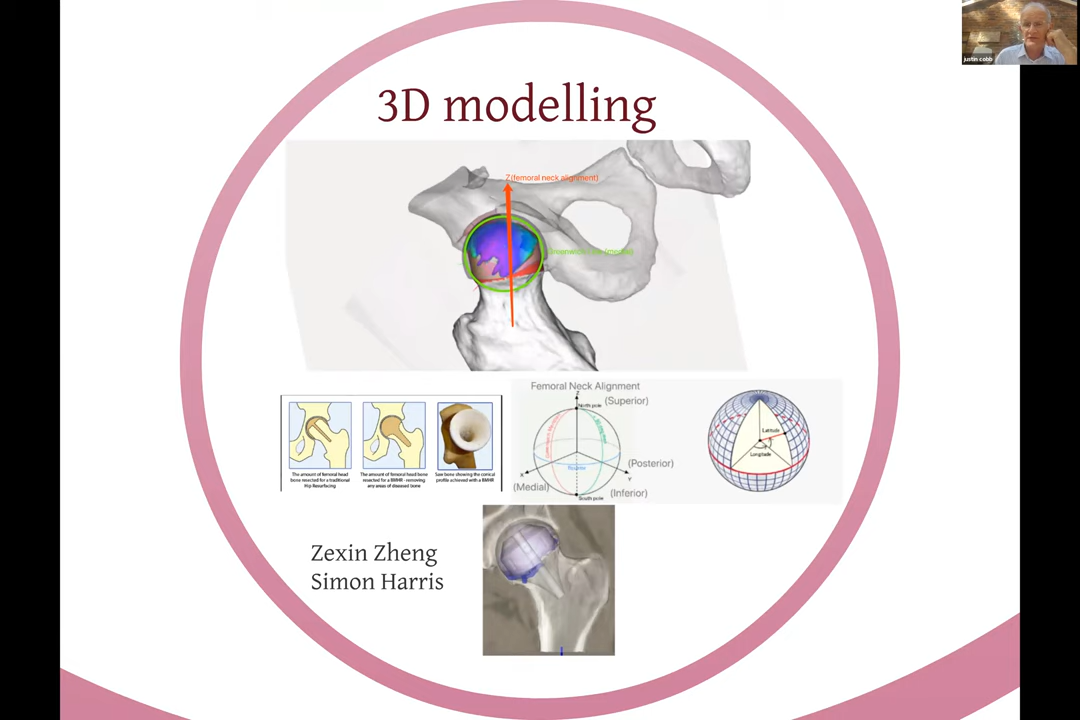 justin cobb
3D modelling
Z(femoral neck alignment)
The amount of femoral head
bone resected for a traditional
Hip Resurfacing
The amount of femoral head bone
resected for a BMHR - removing
any areas of diseased bone
Saw bone showing the conical
profile achieved with a BMHR
Femoral Neck Alignment
Z
North pole
(Superior)
Equator
X
(Medial)
(Posterior)
Y
South pole
(Inferior)
Latitude
Longitude
Zexin Zheng
Simon Harris